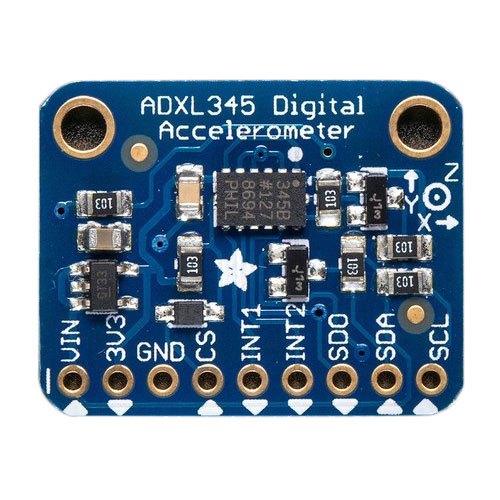 ADXL345 Digital
Accelerometer
345B
#1227
8694
PHIL
103
103
103
103
103
103
Z
Y
X
VIN
3V3
GND
CS
INT1
INT2
SDO
SDA
SCL